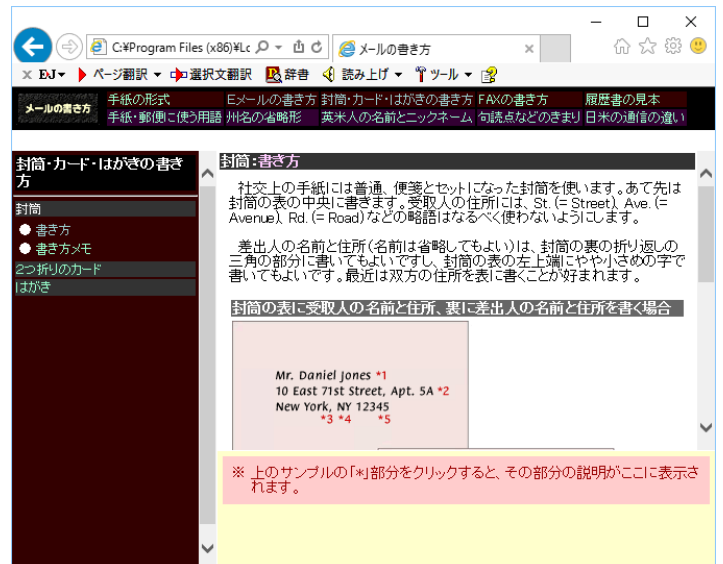 C:¥Program Files (x86)¥Lc
メールの書き方
×
ページ翻訳 選択文翻訳 辞書 読み上げ ツール
メールの書き方
手紙の形式 Eメールの書き方 封筒・カード・はがきの書き方 FAXの書き方 履歴書の見本
手紙・郵便に使う用語 州名の省略形 英米人の名前とニックネーム 句読点などのきまり 日米の通信の違い
封筒・カード・はがきの書き
方
封筒
書き方
書き方メモ
2つ折りのカード
はがき
封筒:書き方
社交上の手紙には普通、便箋とセットになった封筒を使います。あて先は
封筒の表の中央に書きます。受取人の住所には、St. (= Street), Ave. (=
Avenue), Rd. (= Road)などの略語はなるべく使わないようにします。
差出人の名前と住所(名前は省略してもよい)は、封筒の裏の折り返しの
三角の部分に書いてもよいですし、封筒の表の左上端にやや小さめの字で
書いてもよいです。最近は双方の住所を表に書くことが好まれます。
封筒の表に受取人の名前と住所、裏に差出人の名前と住所を書く場合
Mr. Daniel Jones *1
10 East 71st Street, Apt. 5A *2
New York, NY 12345
*3 *4 *5
※ 上のサンプルの「*」部分をクリックすると、その部分の説明がここに表示さ
れます。